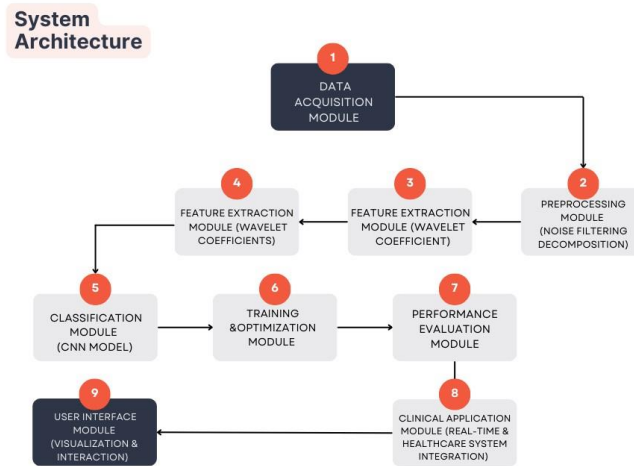 System
Architecture
1
DATA
ACQUISITION
MODULE
2
PREPROCESSING
MODULE
(NOISE FILTERING
DECOMPOSITION)
3
FEATURE EXTRACTION
MODULE (WAVELET
COEFFICIENT)
4
FEATURE EXTRACTION
MODULE (WAVELET
COEFFICIENTS)
5
CLASSIFICATION
MODULE
(CNN MODEL)
6
TRAINING
&OPTIMIZATION
MODULE
7
PERFORMANCE
EVALUATION
MODULE
8
CLINICAL APPLICATION
MODULE (REAL-TIME &
HEALTHCARE SYSTEM
INTEGRATION)
9
USER INTERFACE
MODULE
(VISUALIZATION &
INTERACTION)